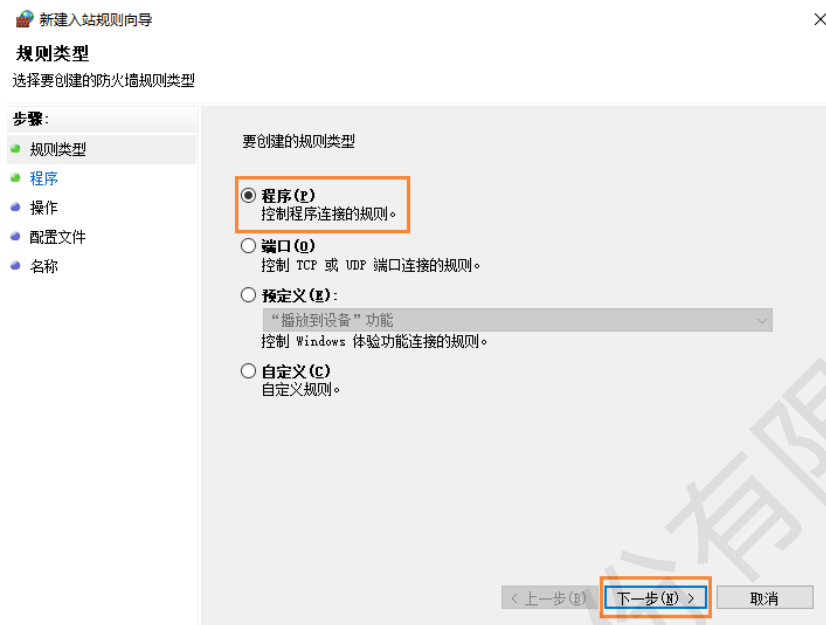 新建入站规则向导
规则类型
选择要创建的防火墙规则类型
步骤:
规则类型
程序
操作
配置文件
名称
要创建的规则类型
程序(P)
控制程序连接的规则。
端口(O)
控制 TCP 或 UDP 端口连接的规则。
预定义(E):
“播放到设备”功能
控制 Windows 体验功能连接的规则。
自定义(C)
自定义规则。
< 上一步(B)
下一步(N) >
取消
份有限